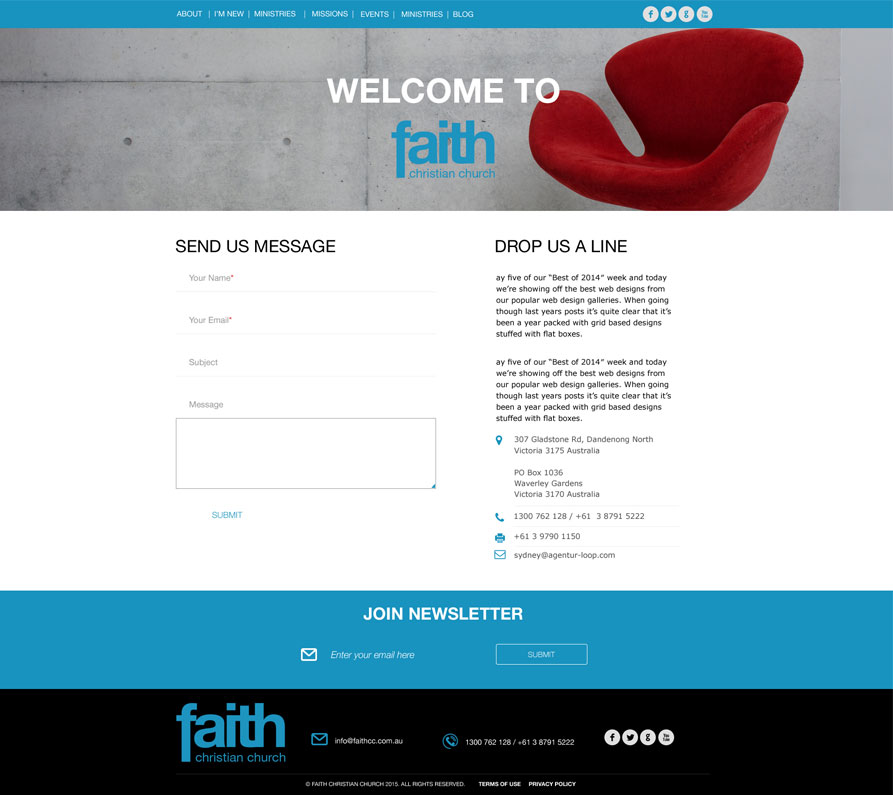 ABOUT | I'M NEW | MINISTRIES | MISSIONS | EVENTS | MINISTRIES | BLOG
f g You Tube
WELCOME TO
faith
christian church
SEND US MESSAGE
Your Name*
Your Email*
Subject
Message
SUBMIT
DROP US A LINE
ay five of our “Best of 2014” week and today
we’re showing off the best web designs from
our popular web design galleries. When going
though last years posts it’s quite clear that it’s
been a year packed with grid based designs
stuffed with flat boxes.
ay five of our “Best of 2014” week and today
we’re showing off the best web designs from
our popular web design galleries. When going
though last years posts it’s quite clear that it’s
been a year packed with grid based designs
stuffed with flat boxes.
307 Gladstone Rd, Dandenong North
Victoria 3175 Australia
PO Box 1036
Waverley Gardens
Victoria 3170 Australia
1300 762 128 / +61 3 8791 5222
+61 3 9790 1150
sydney@agentur-loop.com
JOIN NEWSLETTER
Enter your email here
SUBMIT
faith
christian church
info@faithcc.com.au
1300 762 128 / +61 3 8791 5222
f g You Tube
© FAITH CHRISTIAN CHURCH 2015. ALL RIGHTS RESERVED. TERMS OF USE PRIVACY POLICY